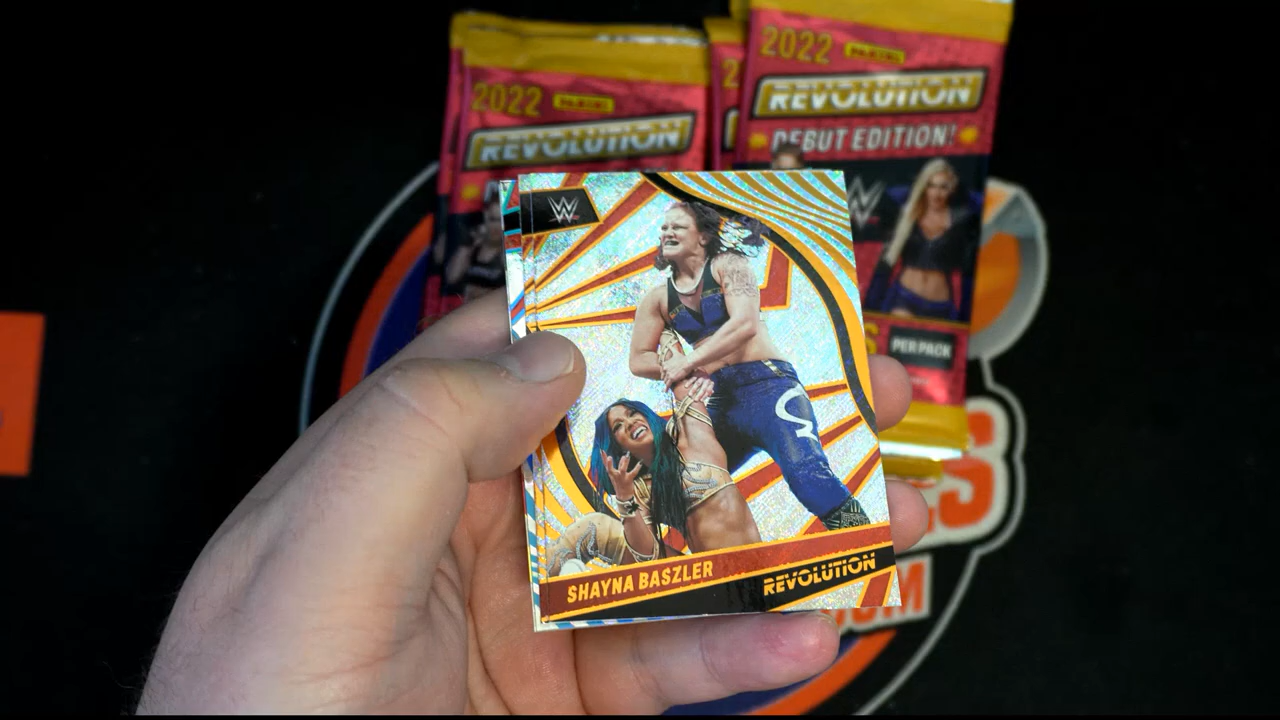 2022 PANINI
REVOLUTION
2022 PANINI
REVOLUTION
DEBUT EDITION!
W
PER PACK
W
SHAYNA BASZLER
REVOLUTION